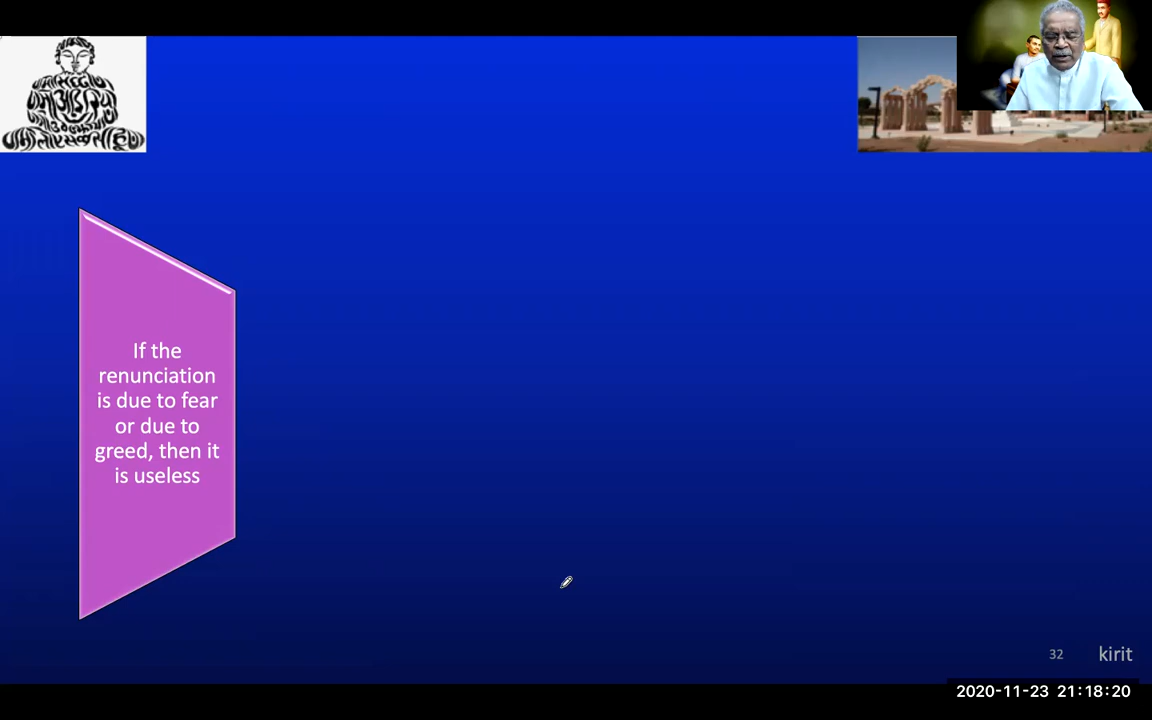 If the
renunciation
is due to fear
or due to
greed, then it
is useless
32
kirit
2020-11-23 21:18:20